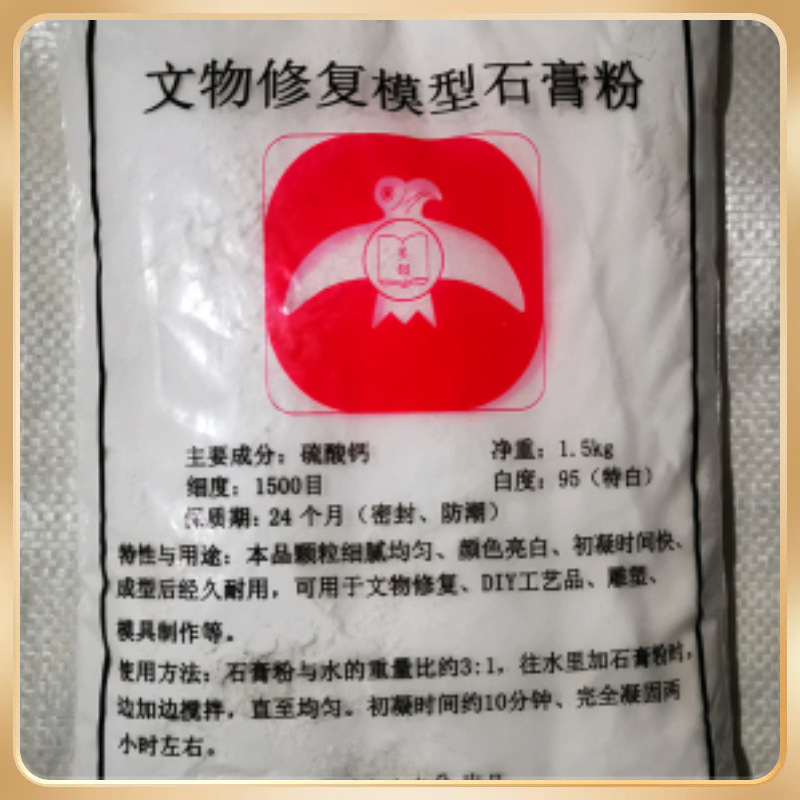 文物修复模型石膏粉
主要成分：硫酸钙 净重：1.5kg
细度：1500目 白度：95（特白）
保质期：24个月（密封、防潮）
特性与用途：本品颗粒细腻均匀、颜色亮白、初凝时间快、
成型后经久耐用，可用于文物修复、DIY工艺品、雕塑、
模具制作等。
使用方法：石膏粉与水的重量比约3:1，往水里加石膏粉时，
边加边搅拌，直至均匀。初凝时间约10分钟、完全凝固两
小时左右。